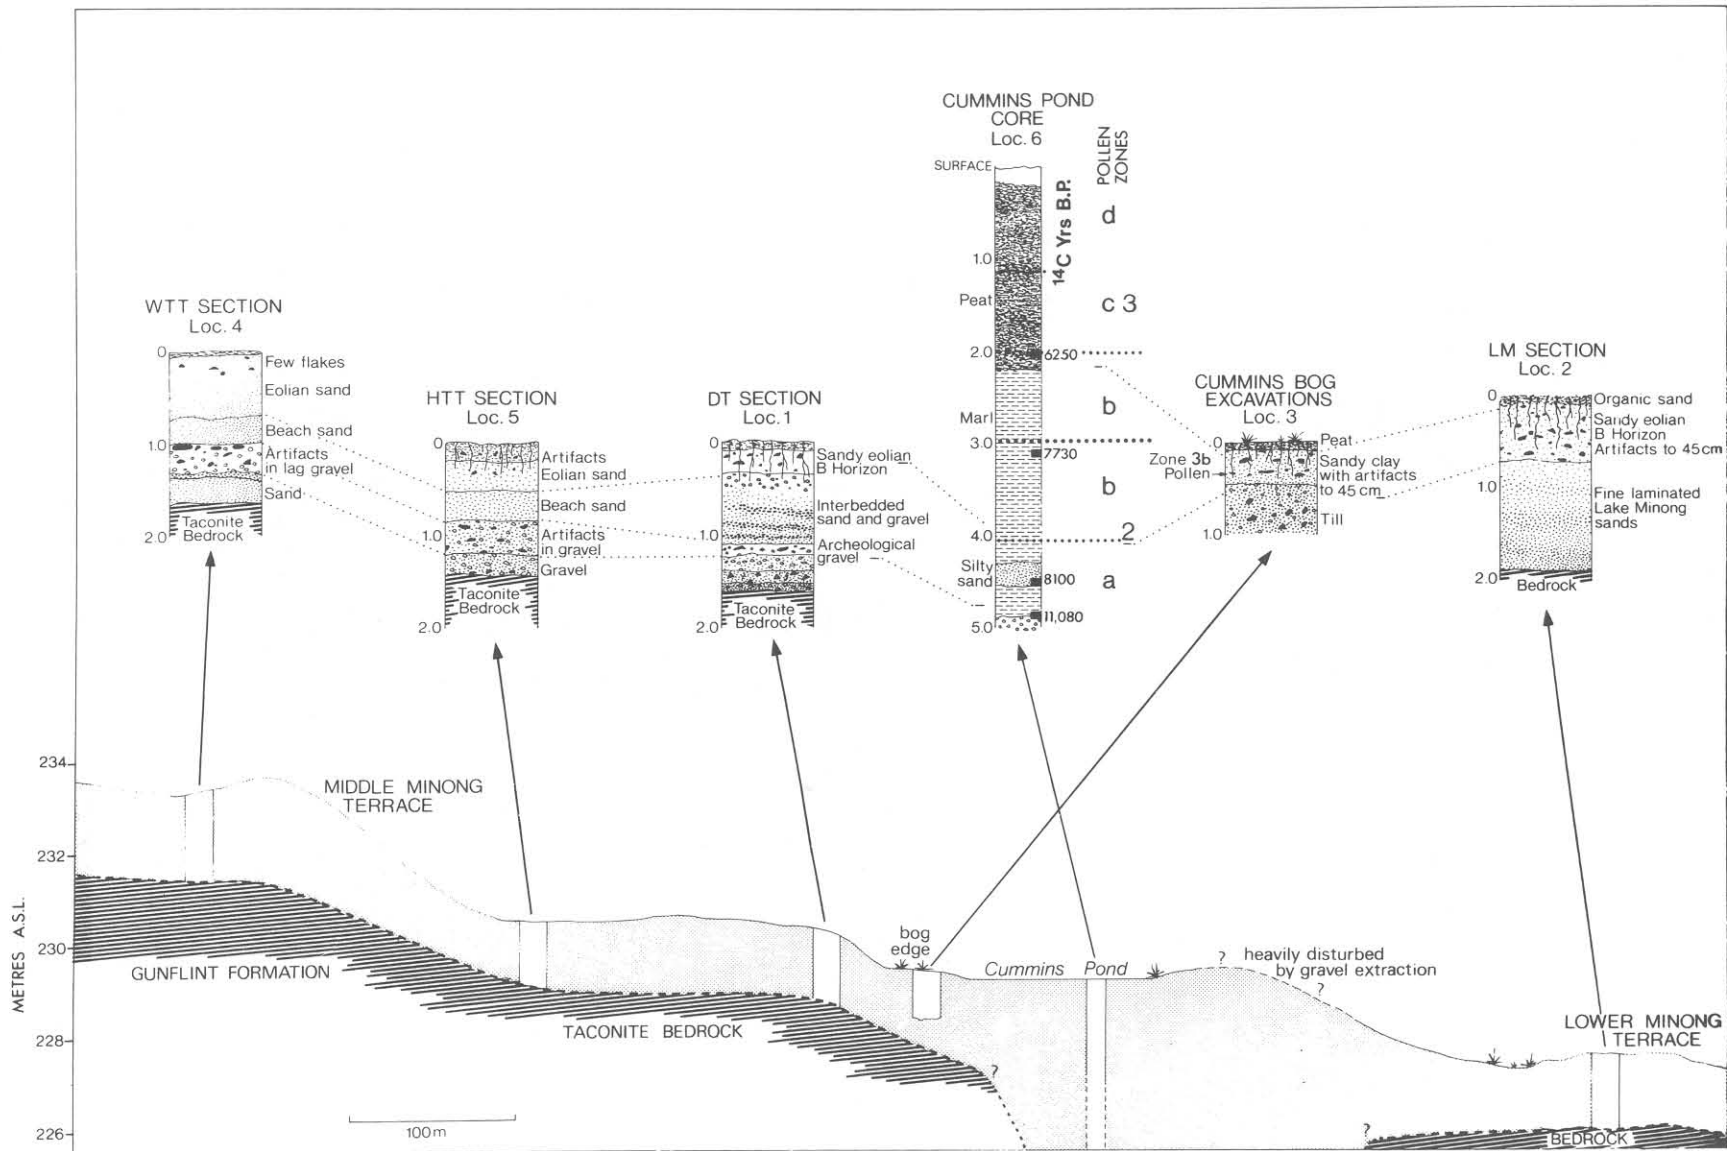 CUMMINS POND
CORE
Loc. 6
SURFACE
1.0
Peat
2.0
Marl
3.0
4.0
Silty
sand
5.0
14C Yrs B.P.
6250
7730
8100
11,080
POLLEN
ZONES
d
c 3
b
b
2
a
WTT SECTION
Loc. 4
0
1.0
2.0
Few flakes
Eolian sand
Beach sand
Artifacts
in lag gravel
Sand
Taconite
Bedrock
HTT SECTION
Loc. 5
0
1.0
2.0
Artifacts
Eolian sand
Beach sand
Artifacts
in gravel
Gravel
Taconite
Bedrock
DT SECTION
Loc. 1
0
1.0
2.0
Sandy eolian
B Horizon
Interbedded
sand and gravel
Archeological
gravel
Taconite
Bedrock
CUMMINS BOG
EXCAVATIONS
Loc. 3
0
1.0
Zone 3b
Pollen
Peat
Sandy clay
with artifacts
to 45 cm
Till
LM SECTION
Loc. 2
0
1.0
2.0
Organic sand
Sandy eolian
B Horizon
Artifacts to 45cm
Fine laminated
Lake Minong
sands
Bedrock
METRES A.S.L.
234
232
230
228
226
MIDDLE MINONG
TERRACE
GUNFLINT FORMATION
TACONITE BEDROCK
bog
edge
Cummins Pond
?
heavily disturbed
by gravel extraction
?
?
LOWER MINONG
TERRACE
?
BEDROCK
100m